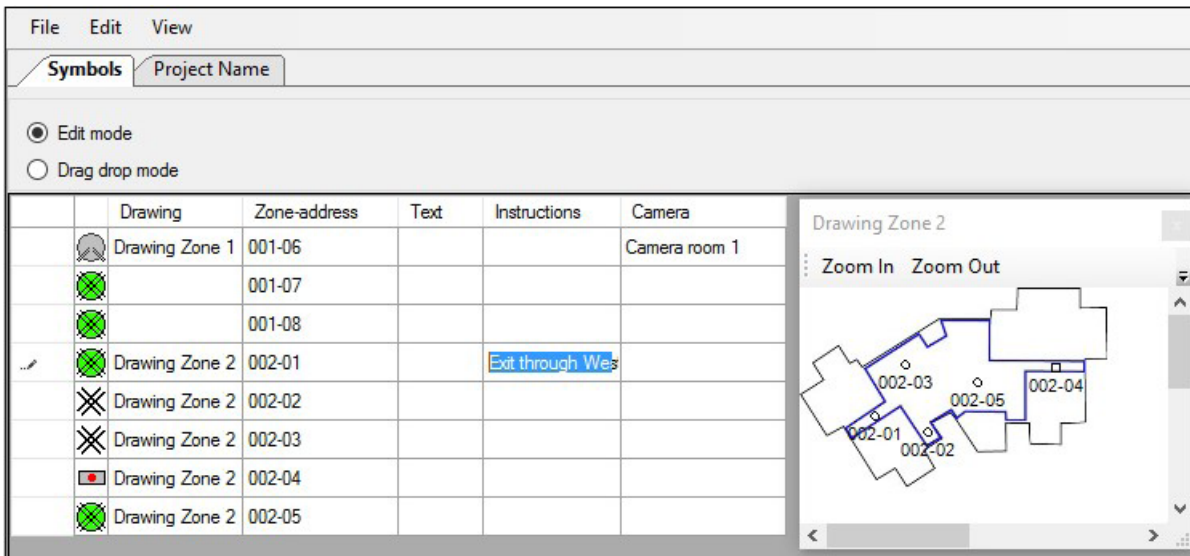 File Edit View
Symbols Project Name
Edit mode
Drag drop mode
Drawing Zone-address Text Instructions Camera
Drawing Zone 1 001-06 Camera room 1
001-07
001-08
Drawing Zone 2 002-01 Exit through Wes
Drawing Zone 2 002-02
Drawing Zone 2 002-03
Drawing Zone 2 002-04
Drawing Zone 2 002-05
Drawing Zone 2
Zoom In Zoom Out
002-03
002-04
002-05
002-01
002-02